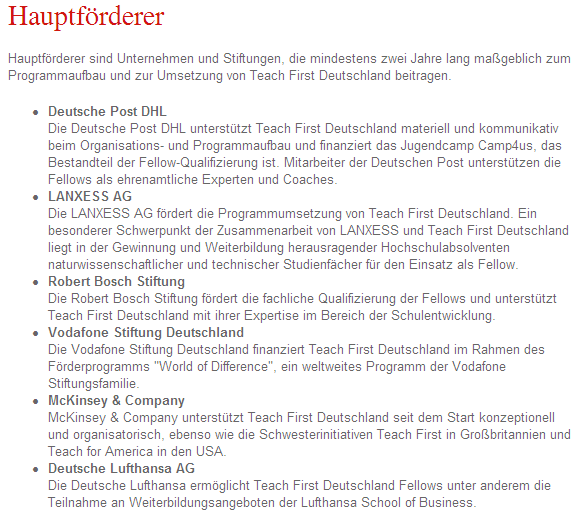 Hauptförderer
Hauptförderer sind Unternehmen und Stiftungen, die mindestens zwei Jahre lang maßgeblich zum
Programmaufbau und zur Umsetzung von Teach First Deutschland beitragen.
• Deutsche Post DHL
Die Deutsche Post DHL unterstützt Teach First Deutschland materiell und kommunikativ
beim Organisations- und Programmaufbau und finanziert das Jugendcamp Camp4us, das
Bestandteil der Fellow-Qualifizierung ist. Mitarbeiter der Deutschen Post unterstützen die
Fellows als ehrenamtliche Experten und Coaches.
• LANXESS AG
Die LANXESS AG fördert die Programmumsetzung von Teach First Deutschland. Ein
besonderer Schwerpunkt der Zusammenarbeit von LANXESS und Teach First Deutschland
liegt in der Gewinnung und Weiterbildung herausragender Hochschulabsolventen
naturwissenschaftlicher und technischer Studienfächer für den Einsatz als Fellow.
• Robert Bosch Stiftung
Die Robert Bosch Stiftung fördert die fachliche Qualifizierung der Fellows und unterstützt
Teach First Deutschland mit ihrer Expertise im Bereich der Schulentwicklung.
• Vodafone Stiftung Deutschland
Die Vodafone Stiftung Deutschland finanziert Teach First Deutschland im Rahmen des
Förderprogramms "World of Difference", ein weltweites Programm der Vodafone
Stiftungsfamilie.
• McKinsey & Company
McKinsey & Company unterstützt Teach First Deutschland seit dem Start konzeptionell
und organisatorisch, ebenso wie die Schwesterinitiativen Teach First in Großbritannien und
Teach for America in den USA.
• Deutsche Lufthansa AG
Die Deutsche Lufthansa ermöglicht Teach First Deutschland Fellows unter anderem die
Teilnahme an Weiterbildungsangeboten der Lufthansa School of Business.